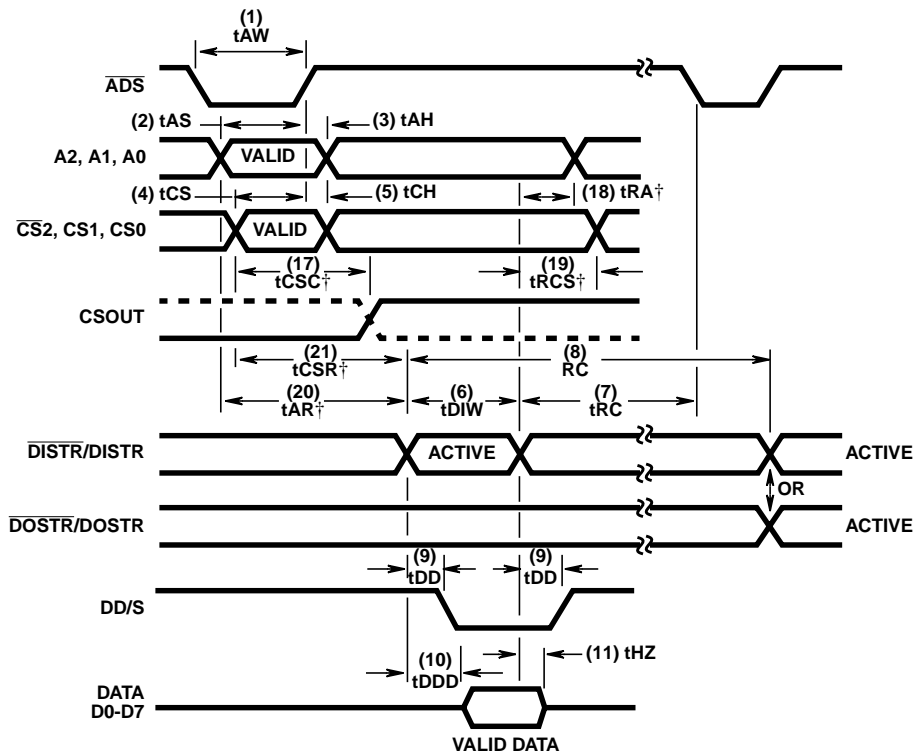 (1)
tAW
ADS
(2) tAS
(3) tAH
A2, A1, A0
VALID
(4) tCS
(5) tCH
(18) tRA†
CS2, CS1, CS0
VALID
(17)
tCSC†
(19)
tRCS†
CSOUT
(21)
tCSR†
(8)
RC
(20)
tAR†
(6)
tDIW
(7)
tRC
DISTR/DISTR
ACTIVE
ACTIVE
OR
DOSTR/DOSTR
ACTIVE
(9)
tDD
(9)
tDD
DD/S
(10)
tDDD
(11) tHZ
DATA
D0-D7
VALID DATA